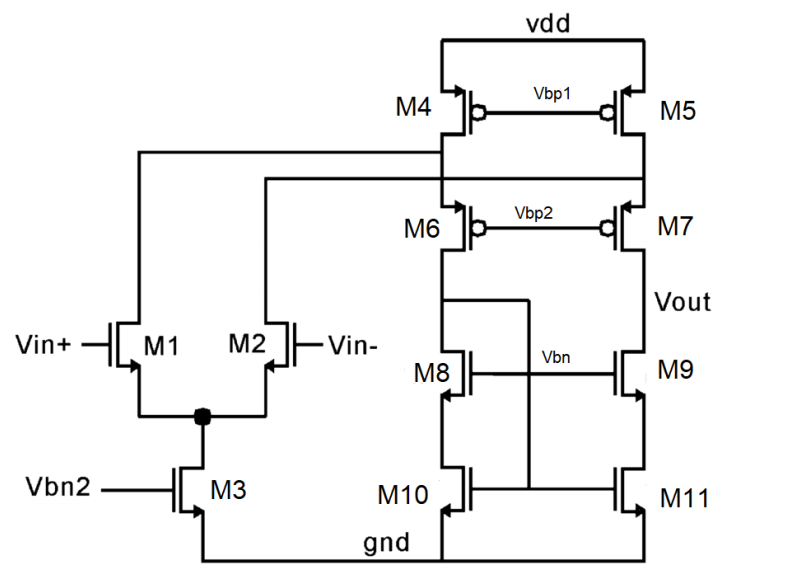 vdd
M4 Vbp1 M5
M6 Vbp2 M7
Vout
Vin+ M1 M2 Vin-
M8 Vbn M9
Vbn2 M3 M10 M11
gnd